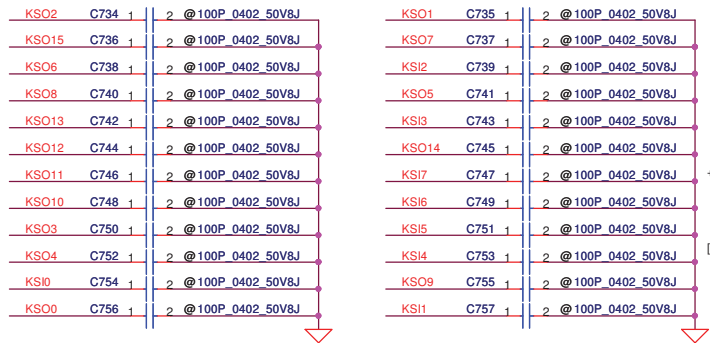 KSO2 C734 1 2 @100P_0402_50V8J KSO1 C735 1 2 @100P_0402_50V8J
KSO15 C736 1 2 @100P_0402_50V8J KSO7 C737 1 2 @100P_0402_50V8J
KSO6 C738 1 2 @100P_0402_50V8J KSI2 C739 1 2 @100P_0402_50V8J
KSO8 C740 1 2 @100P_0402_50V8J KSO5 C741 1 2 @100P_0402_50V8J
KSO13 C742 1 2 @100P_0402_50V8J KSI3 C743 1 2 @100P_0402_50V8J
KSO12 C744 1 2 @100P_0402_50V8J KSO14 C745 1 2 @100P_0402_50V8J
KSO11 C746 1 2 @100P_0402_50V8J KSI7 C747 1 2 @100P_0402_50V8J
KSO10 C748 1 2 @100P_0402_50V8J KSI6 C749 1 2 @100P_0402_50V8J
KSO3 C750 1 2 @100P_0402_50V8J KSI5 C751 1 2 @100P_0402_50V8J
KSO4 C752 1 2 @100P_0402_50V8J KSI4 C753 1 2 @100P_0402_50V8J
KSI0 C754 1 2 @100P_0402_50V8J KSO9 C755 1 2 @100P_0402_50V8J
KSO0 C756 1 2 @100P_0402_50V8J KSI1 C757 1 2 @100P_0402_50V8J